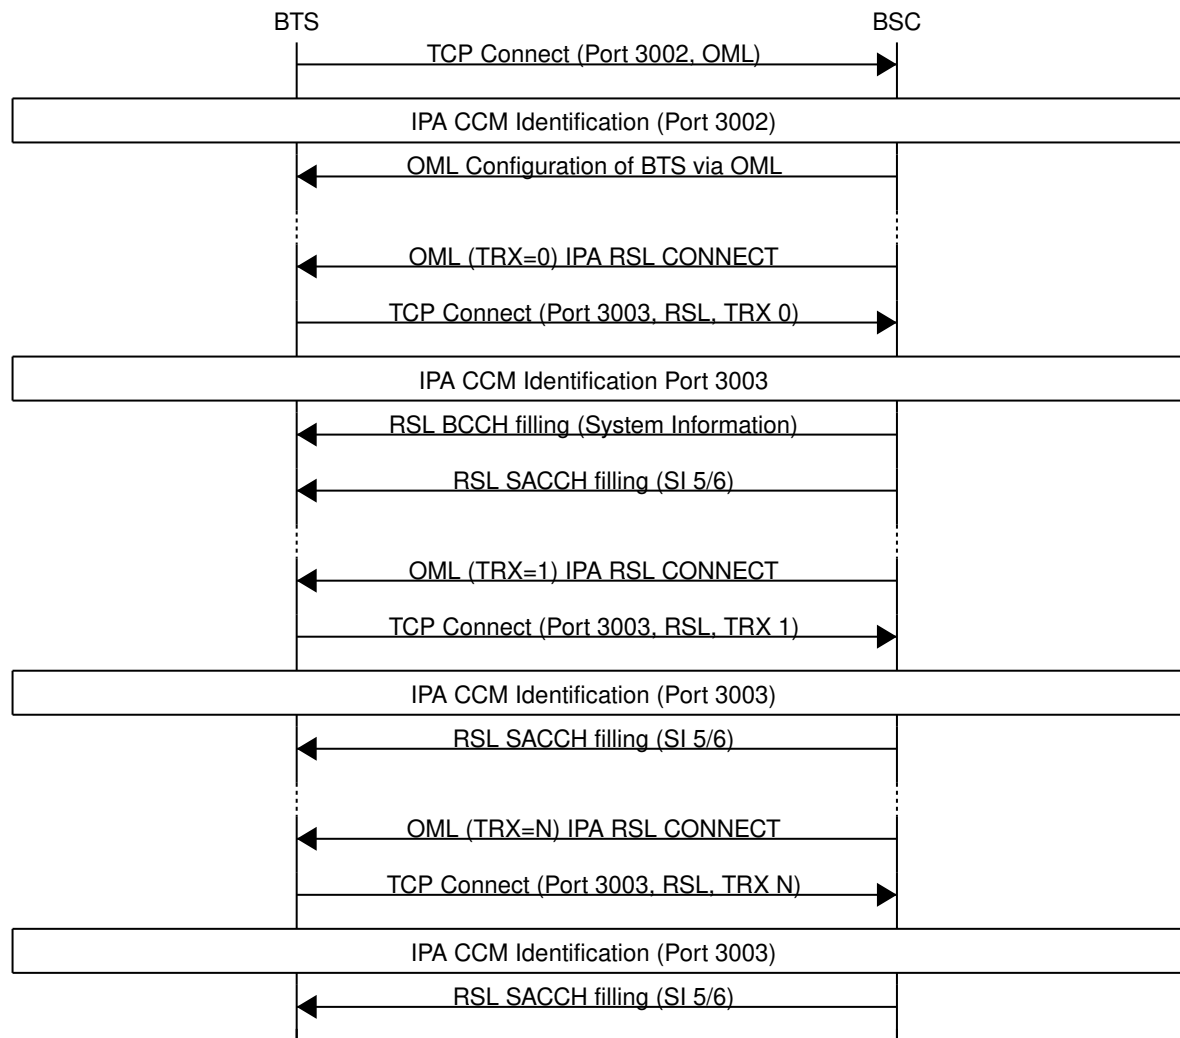 BTS BSC
TCP Connect (Port 3002, OML)
IPA CCM Identification (Port 3002)
OML Configuration of BTS via OML
OML (TRX=0) IPA RSL CONNECT
TCP Connect (Port 3003, RSL, TRX 0)
IPA CCM Identification Port 3003
RSL BCCH filling (System Information)
RSL SACCH filling (SI 5/6)
OML (TRX=1) IPA RSL CONNECT
TCP Connect (Port 3003, RSL, TRX 1)
IPA CCM Identification (Port 3003)
RSL SACCH filling (SI 5/6)
OML (TRX=N) IPA RSL CONNECT
TCP Connect (Port 3003, RSL, TRX N)
IPA CCM Identification (Port 3003)
RSL SACCH filling (SI 5/6)